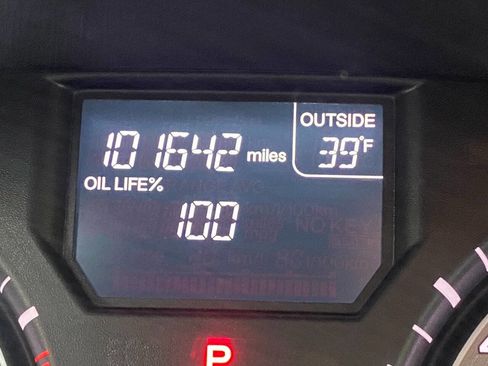 OUTSIDE
101642 miles 39°F
OIL LIFE%
100
P